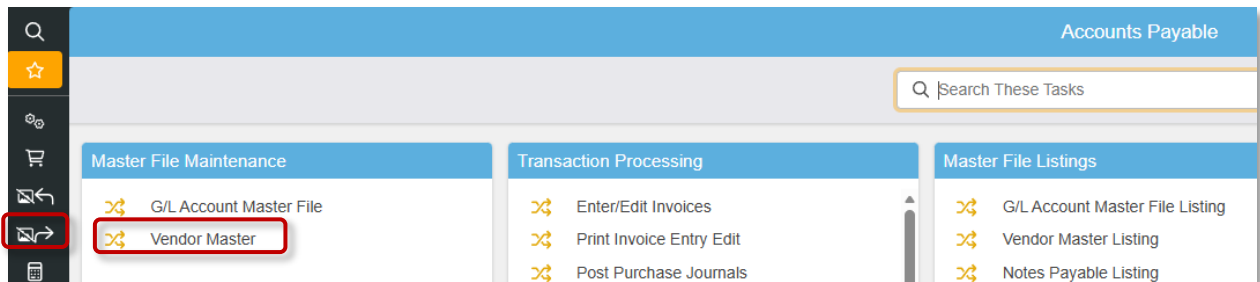 Accounts Payable
Search These Tasks
Master File Maintenance
G/L Account Master File
Vendor Master
Transaction Processing
Enter/Edit Invoices
Print Invoice Entry Edit
Post Purchase Journals
Master File Listings
G/L Account Master File Listing
Vendor Master Listing
Notes Payable Listing